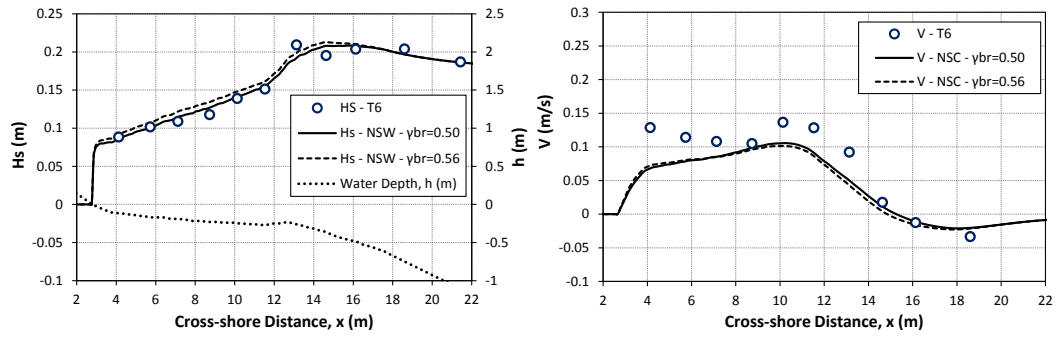 0.25
0.2
0.15
0.1
0.05
0
-0.05
-0.1
Hs (m)
2.5
2
1.5
1
0.5
0
-0.5
-1
h (m)
HS - T6
Hs - NSW - γbr=0.50
Hs - NSW - γbr=0.56
Water Depth, h (m)
2 4 6 8 10 12 14 16 18 20 22
Cross-shore Distance, x (m)
0.3
0.25
0.2
0.15
0.1
0.05
0
-0.05
-0.1
V (m/s)
V - T6
V - NSC - γbr=0.50
V - NSC - γbr=0.56
2 4 6 8 10 12 14 16 18 20 22
Cross-shore Distance, x (m)